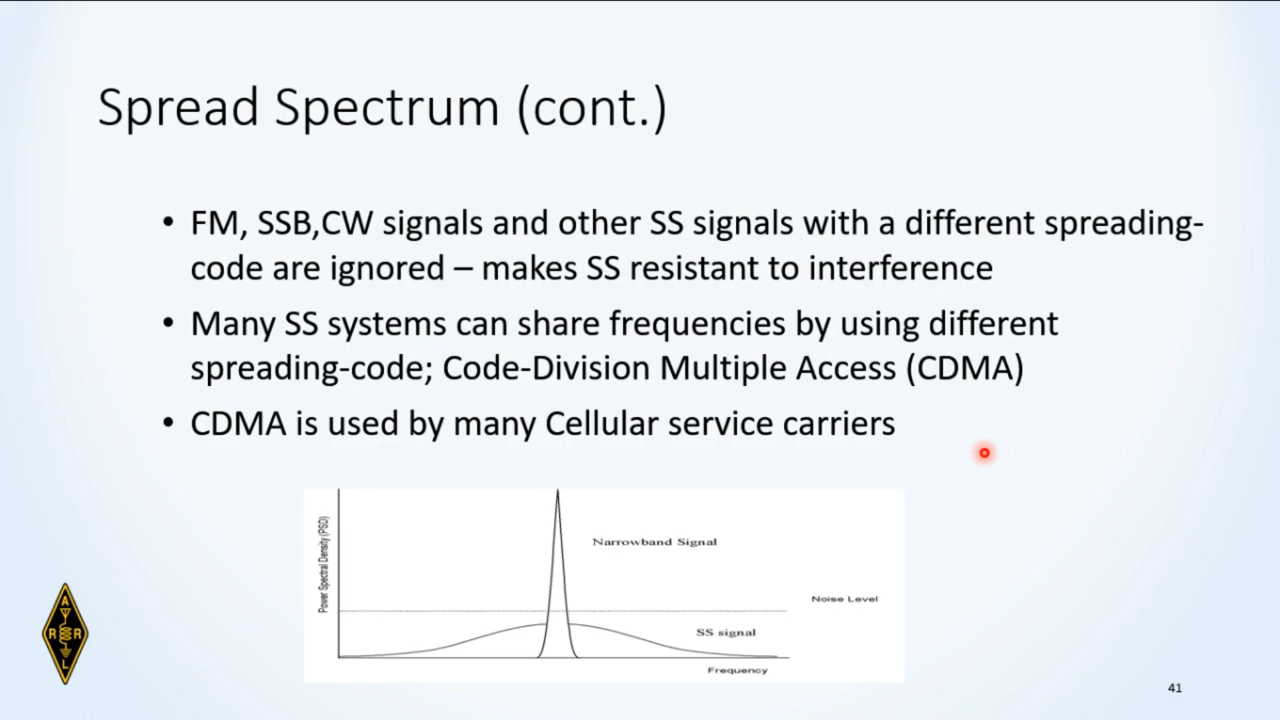 Spread Spectrum (cont.)
• FM, SSB,CW signals and other SS signals with a different spreading-
code are ignored – makes SS resistant to interference
• Many SS systems can share frequencies by using different
spreading-code; Code-Division Multiple Access (CDMA)
• CDMA is used by many Cellular service carriers
Power Spectral Density (PSD)
Narrowband Signal
Noise Level
SS signal
Frequency
A
R R
L
41